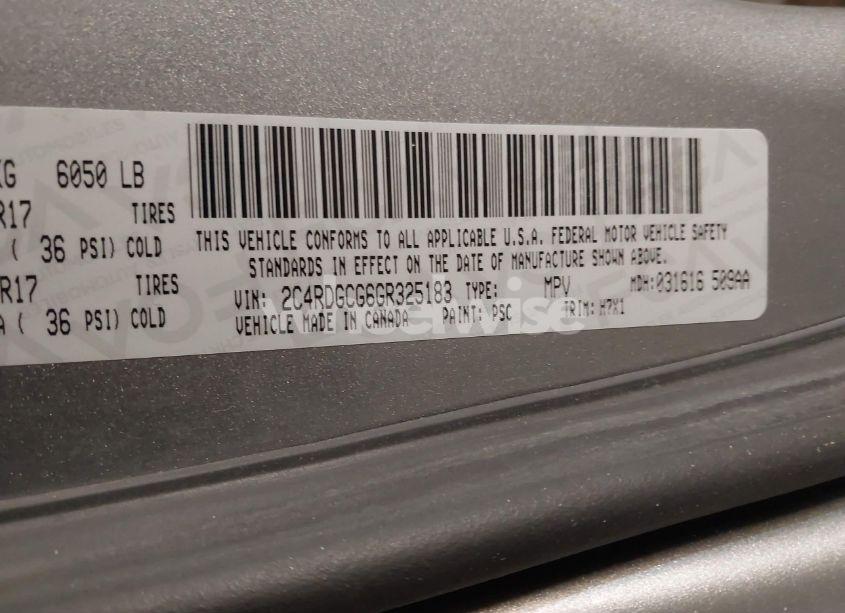 KG 6050 LB
R17 TIRES
( 36 PSI) COLD
R17 TIRES
A ( 36 PSI) COLD
THIS VEHICLE CONFORMS TO ALL APPLICABLE U.S.A. FEDERAL MOTOR VEHICLE SAFETY
STANDARDS IN EFFECT ON THE DATE OF MANUFACTURE SHOWN ABOVE.
VIN: 2C4RDGCG6GR325183 TYPE: MPV MDH:031616 509AA
VEHICLE MADE IN CANADA PAINT: PSC TRIM: H7X1